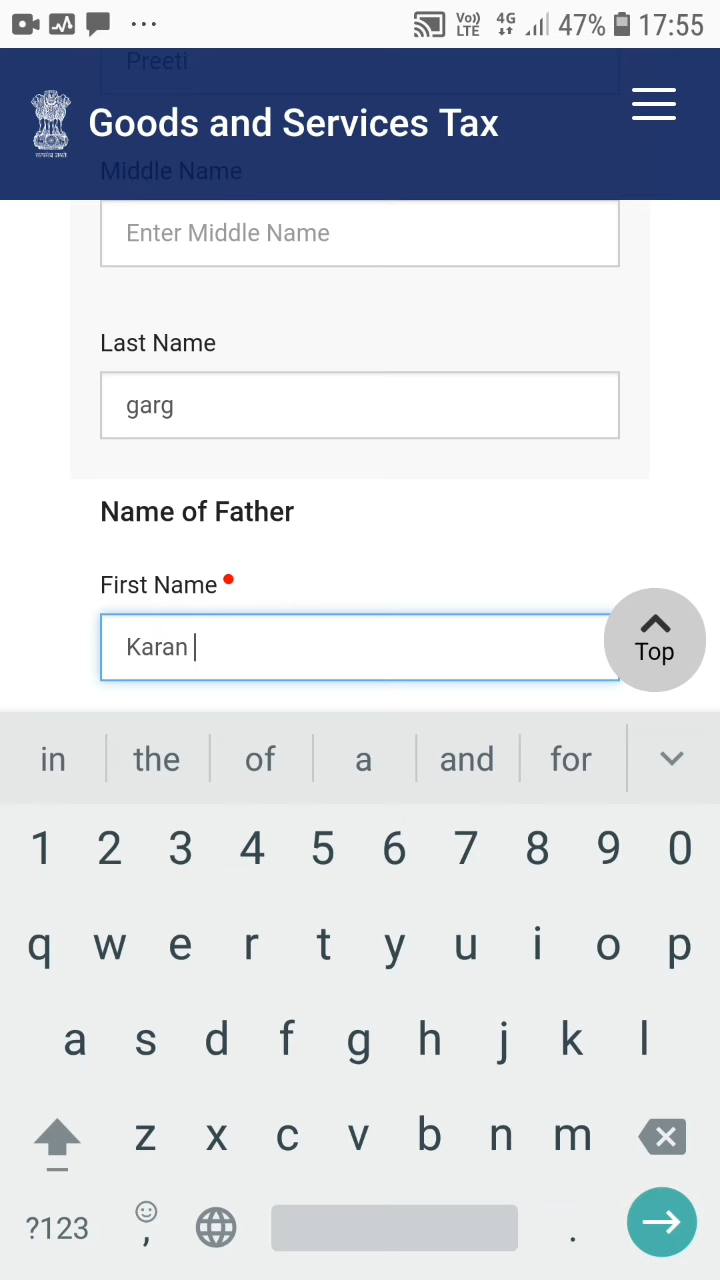 Vo)) LTE 4G 47% 17:55
Preeti
Goods and Services Tax
Middle Name
Enter Middle Name
Last Name
garg
Name of Father
First Name
Karan
Top
in the of a and for
1 2 3 4 5 6 7 8 9 0
q w e r t y u i o p
a s d f g h j k l
z x c v b n m
?123 , .